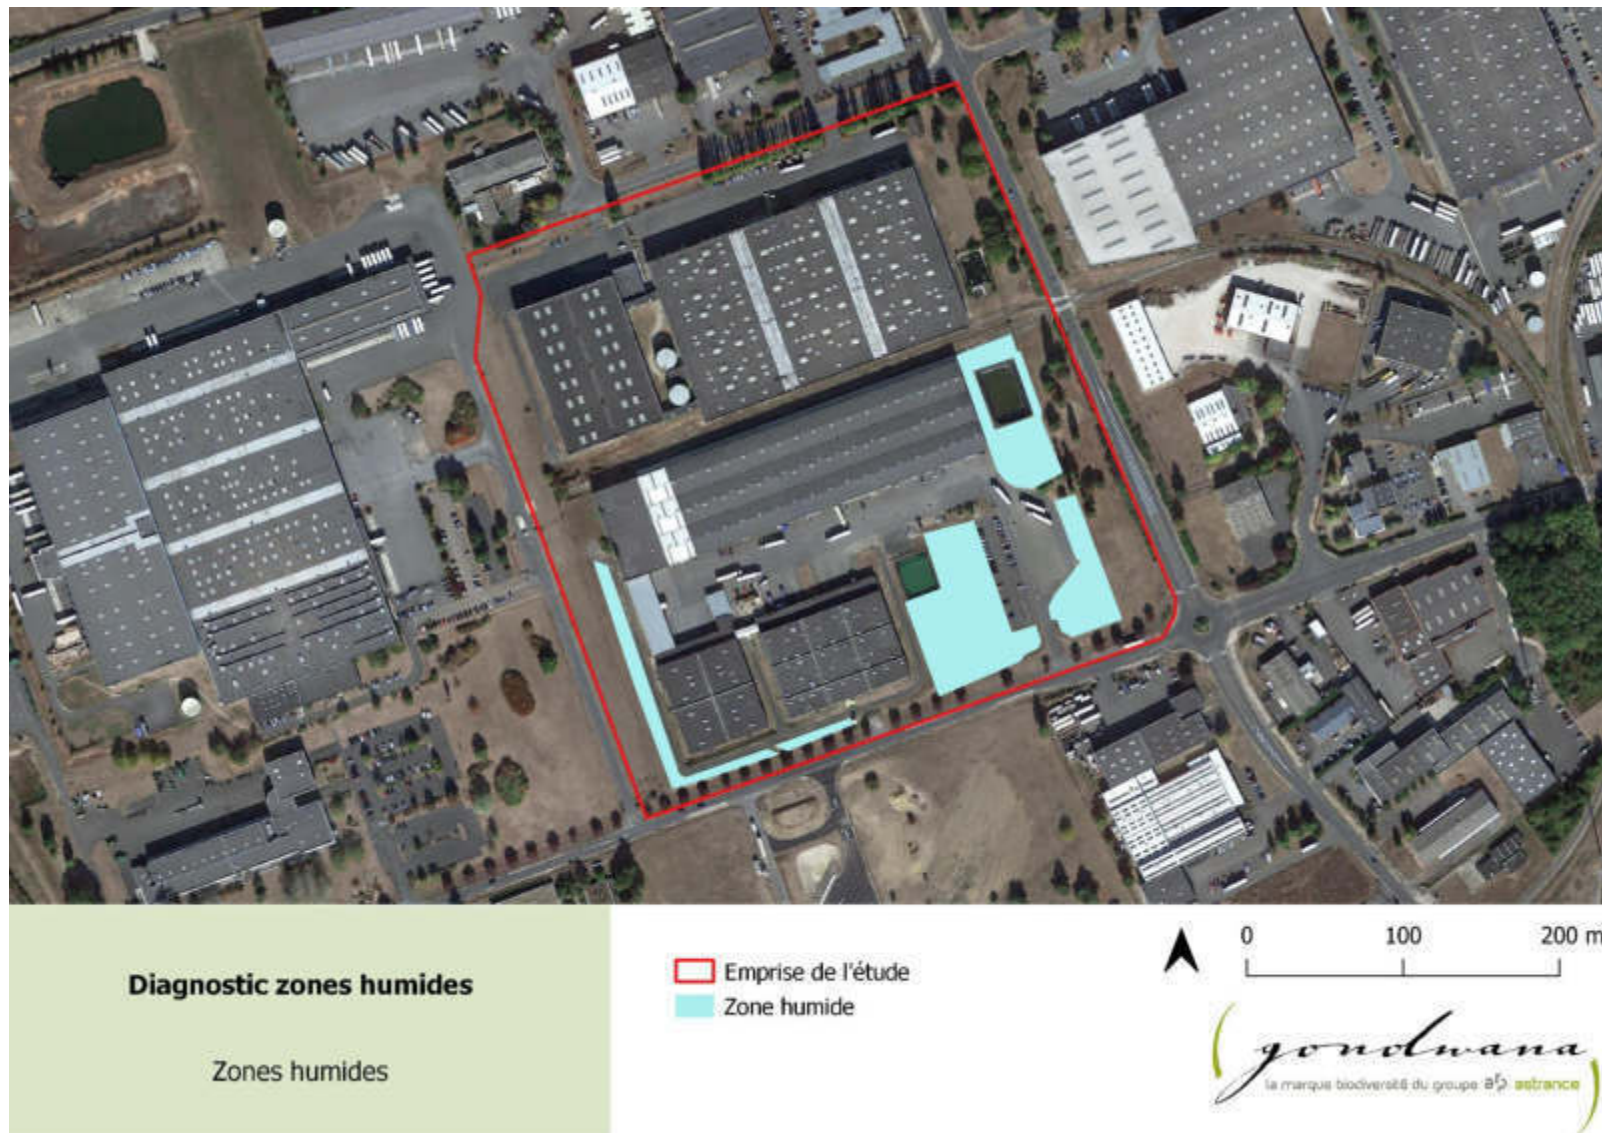 Diagnostic zones humides
Zones humides
Emprise de l'étude
Zone humide
0 100 200 m
gondwana
la marque biodiversité du groupe afp astrance